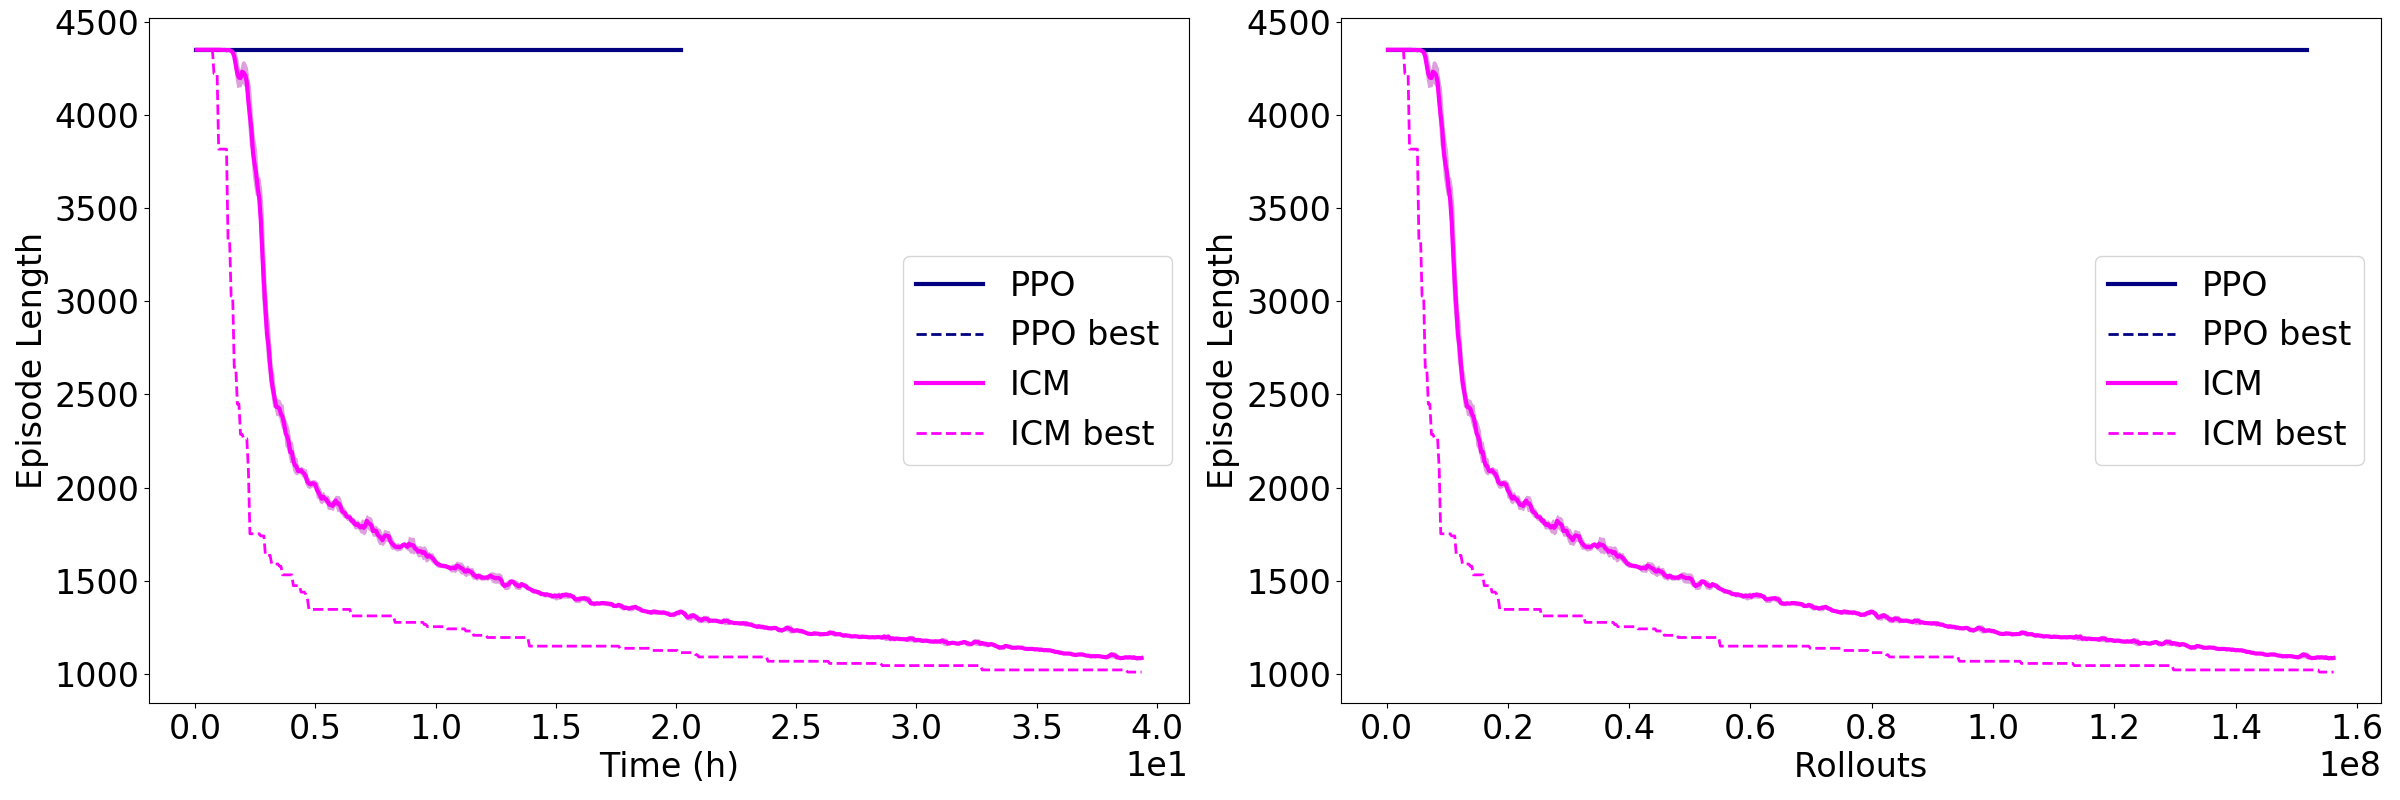 4500
4000
3500
3000
2500
2000
1500
1000
Episode Length
PPO
PPO best
ICM
ICM best
0.0 0.5 1.0 1.5 2.0 2.5 3.0 3.5 4.0
1e1
Time (h)
4500
4000
3500
3000
2500
2000
1500
1000
Episode Length
PPO
PPO best
ICM
ICM best
0.0 0.2 0.4 0.6 0.8 1.0 1.2 1.4 1.6
1e8
Rollouts